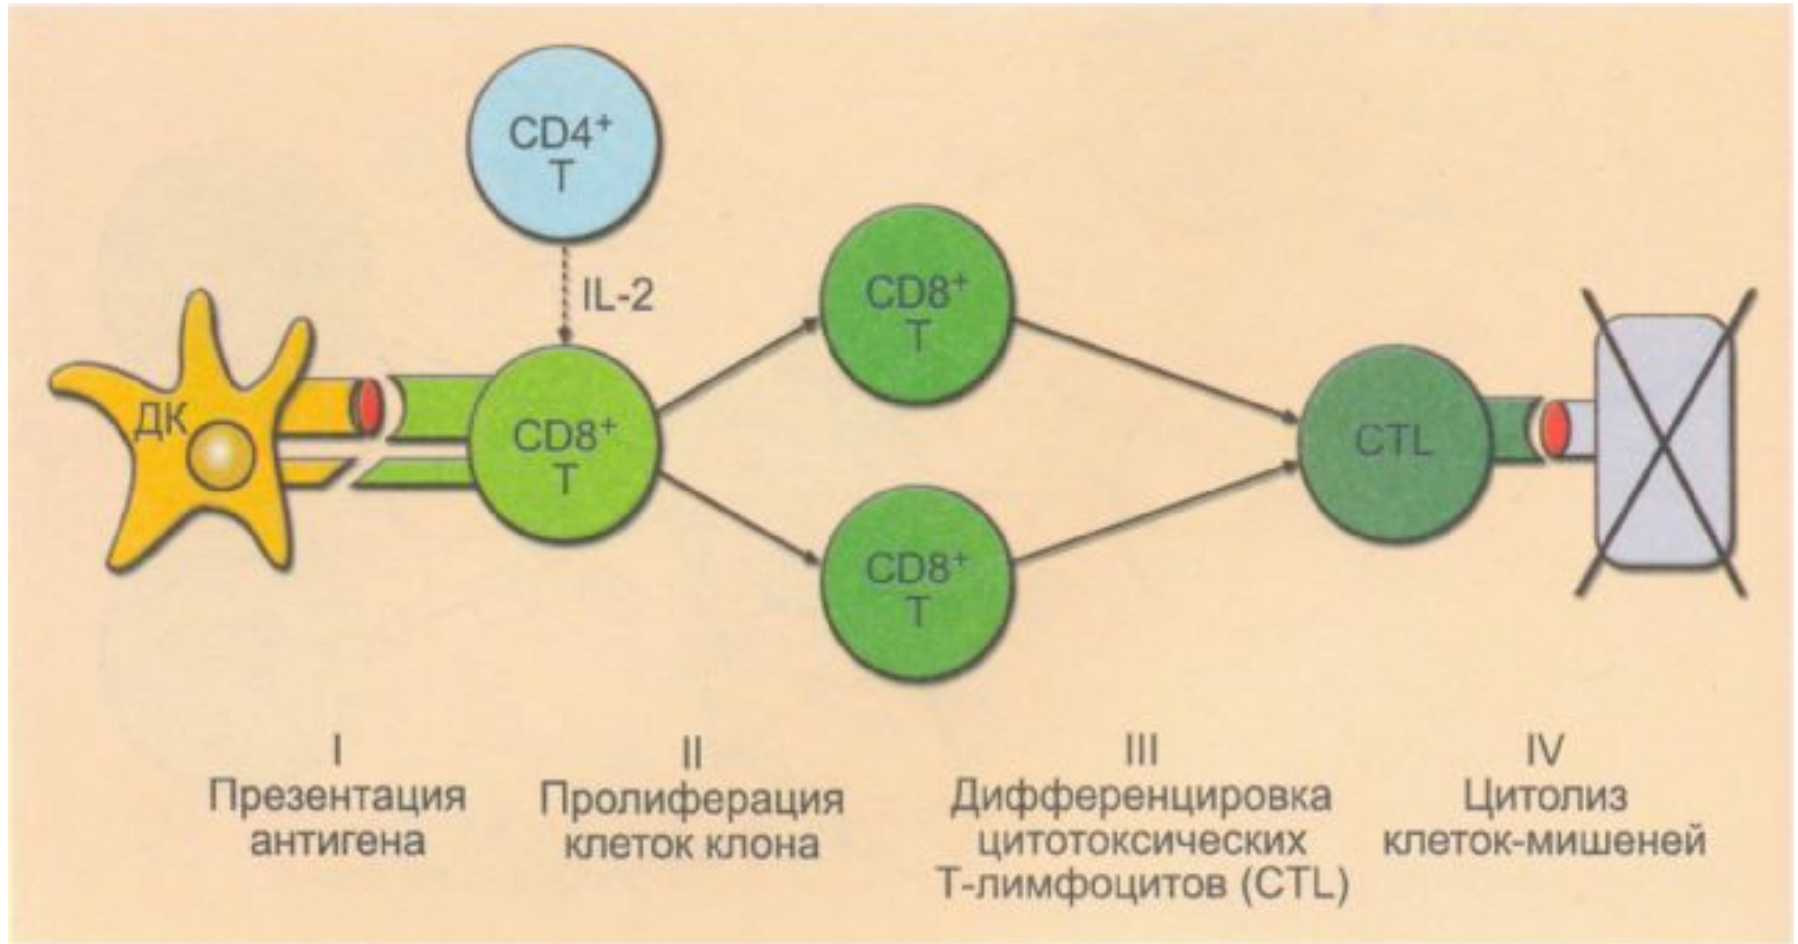 CD4+
T
IL-2
ДК
CD8+
T
CD8+
T
CD8+
T
CTL
I
Презентация
антигена
II
Пролиферация
клеток клона
III
Дифференцировка
цитотоксических
Т-лимфоцитов (CTL)
IV
Цитолиз
клеток-мишеней